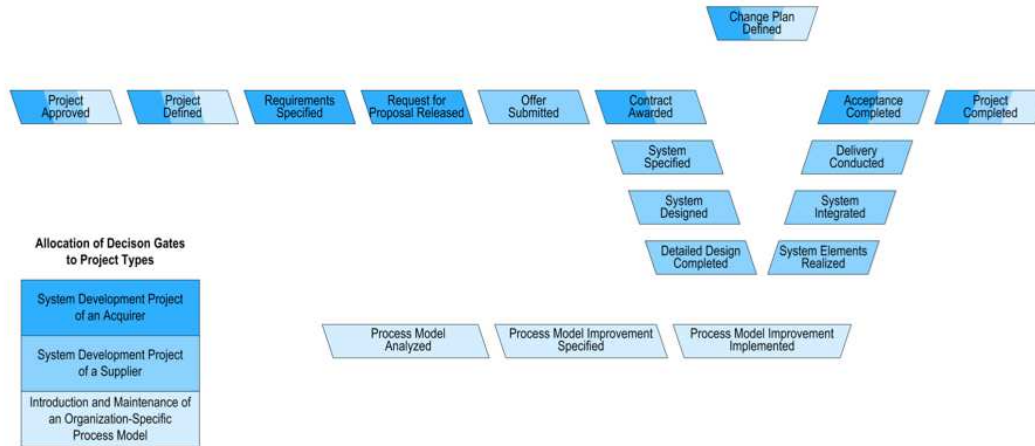 Change Plan
Defined
Project
Approved
Project
Defined
Requirements
Specified
Request for
Proposal Released
Offer
Submitted
Contract
Awarded
Acceptance
Completed
Project
Completed
System
Specified
Delivery
Conducted
System
Designed
System
Integrated
Detailed Design
Completed
System Elements
Realized
Allocation of Decison Gates
to Project Types
System Development Project
of an Acquirer
System Development Project
of a Supplier
Introduction and Maintenance of
an Organization-Specific
Process Model
Process Model
Analyzed
Process Model Improvement
Specified
Process Model Improvement
Implemented